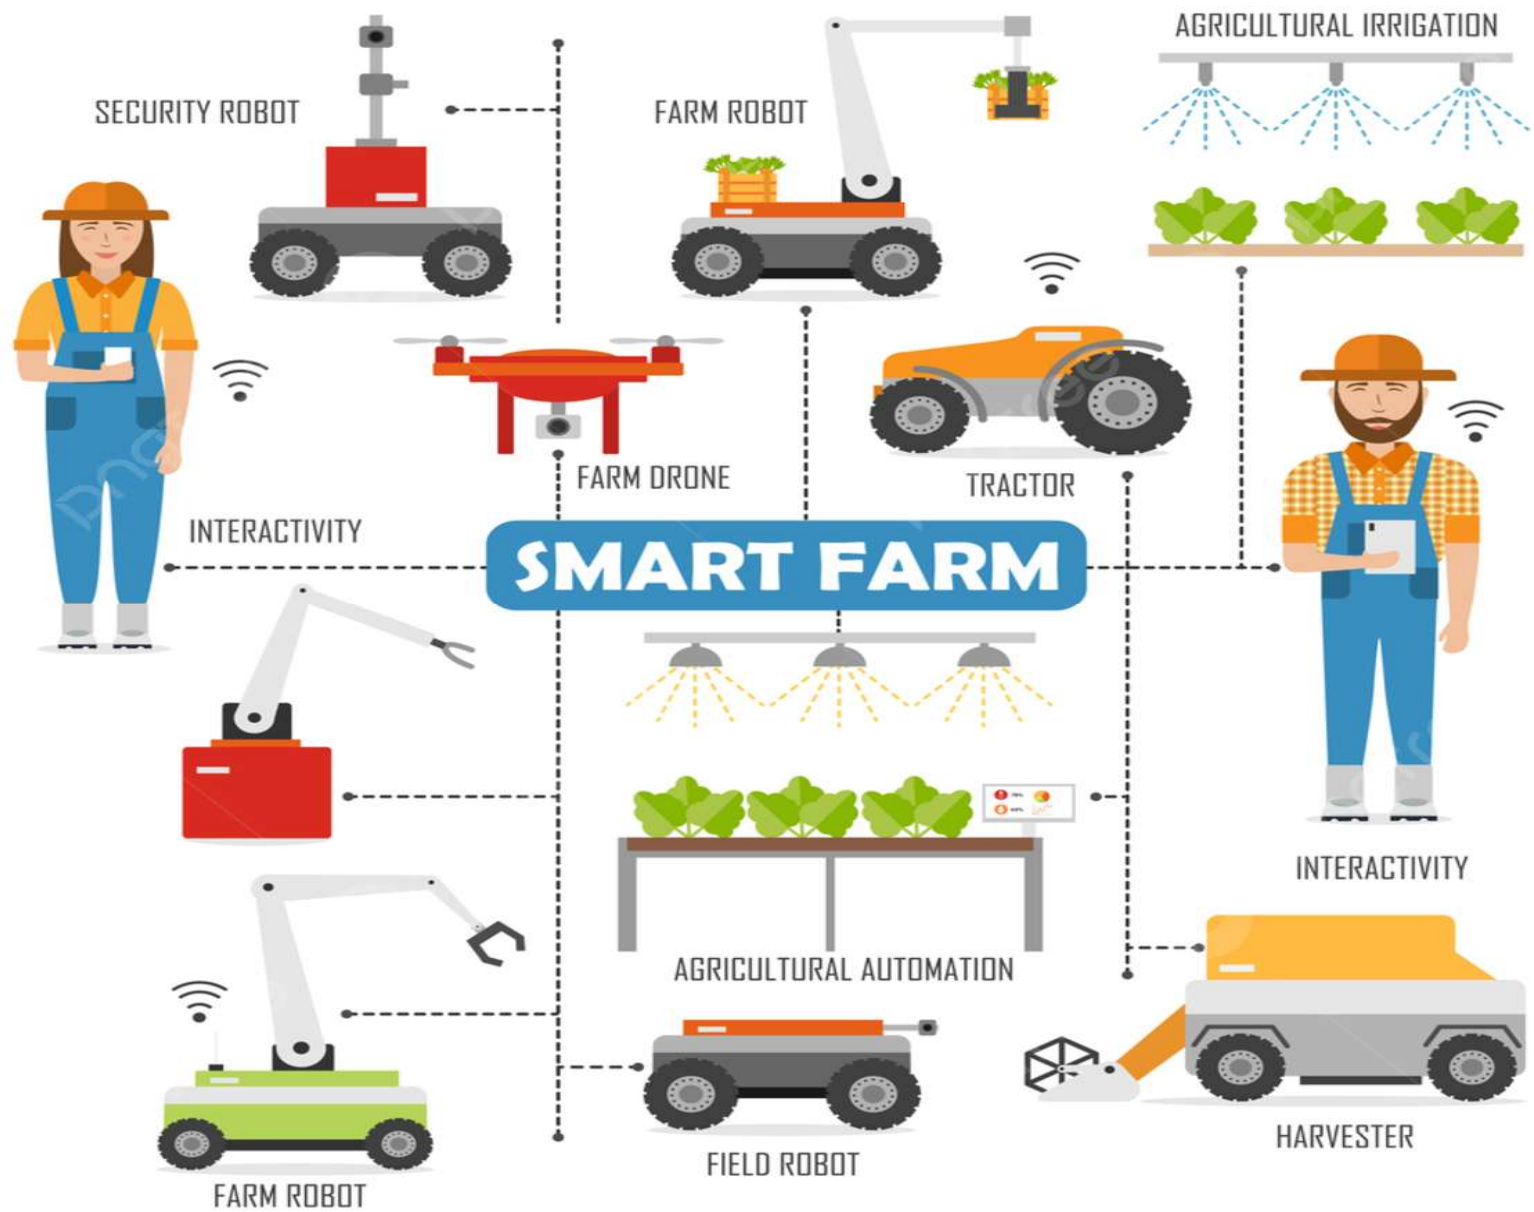 AGRICULTURAL IRRIGATION
SECURITY ROBOT
FARM ROBOT
FARM DRONE
TRACTOR
INTERACTIVITY
SMART FARM
INTERACTIVITY
AGRICULTURAL AUTOMATION
HARVESTER
FIELD ROBOT
FARM ROBOT